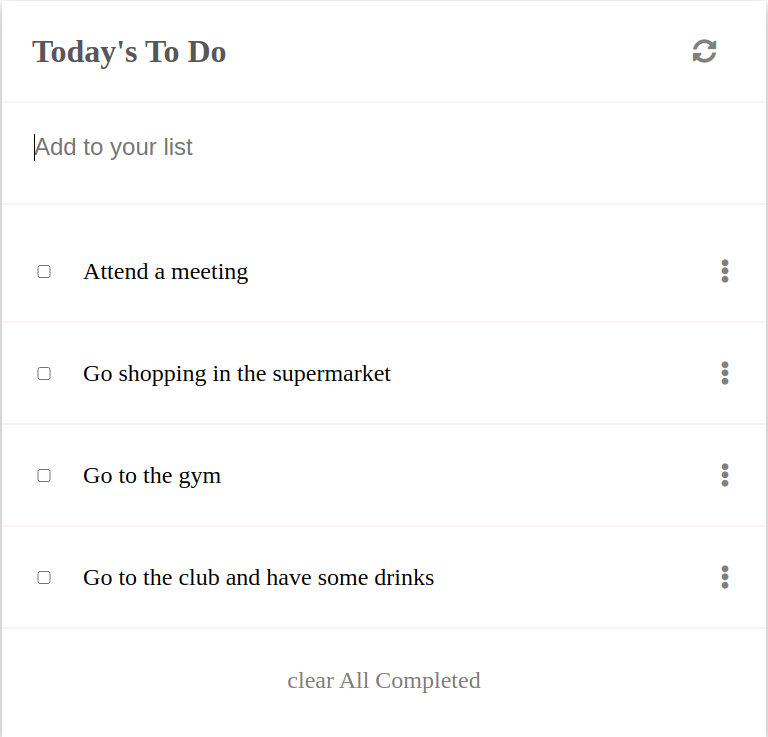 Today's To Do
Add to your list
Attend a meeting
Go shopping in the supermarket
Go to the gym
Go to the club and have some drinks
clear All Completed